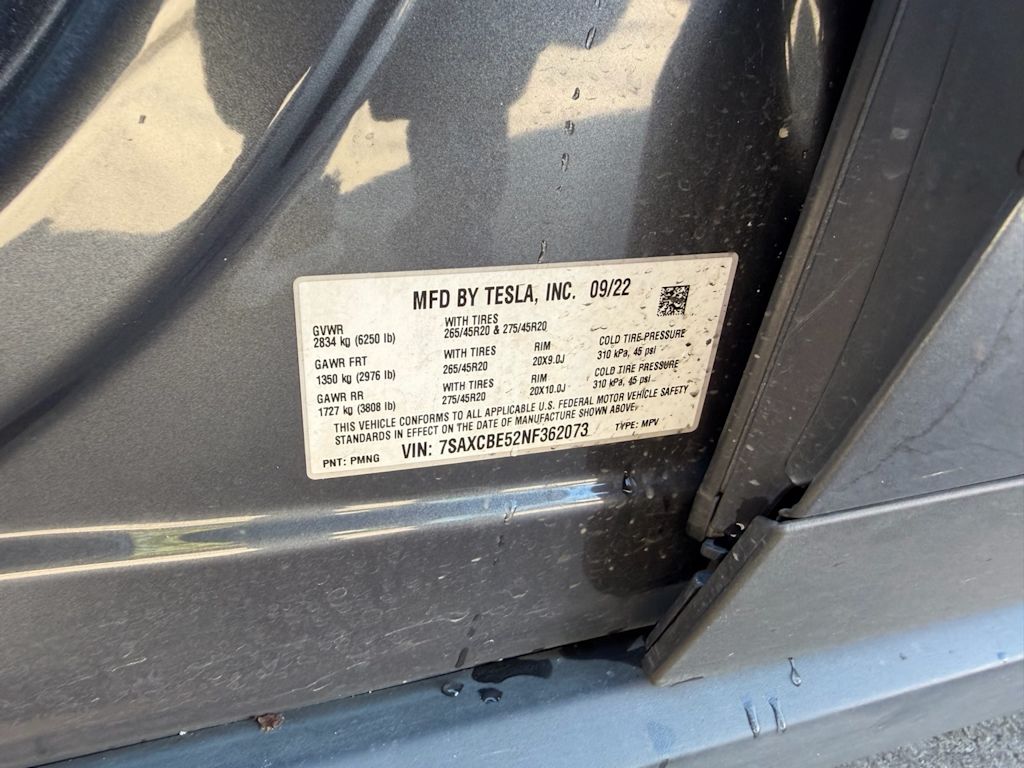 MFD BY TESLA, INC. 09/22
GVWR
2834 kg (6250 lb)
WITH TIRES
265/45R20 & 275/45R20
GAWR FRT
1350 kg (2976 lb)
WITH TIRES
265/45R20
RIM
20X9.0J
COLD TIRE PRESSURE
310 kPa, 45 psi
GAWR RR
1727 kg (3808 lb)
WITH TIRES
275/45R20
RIM
20X10.0J
COLD TIRE PRESSURE
310 kPa, 45 psi
THIS VEHICLE CONFORMS TO ALL APPLICABLE U.S. FEDERAL MOTOR VEHICLE SAFETY
STANDARDS IN EFFECT ON THE DATE OF MANUFACTURE SHOWN ABOVE.
PNT: PMNG VIN: 7SAXCBE52NF362073 TYPE: MPV